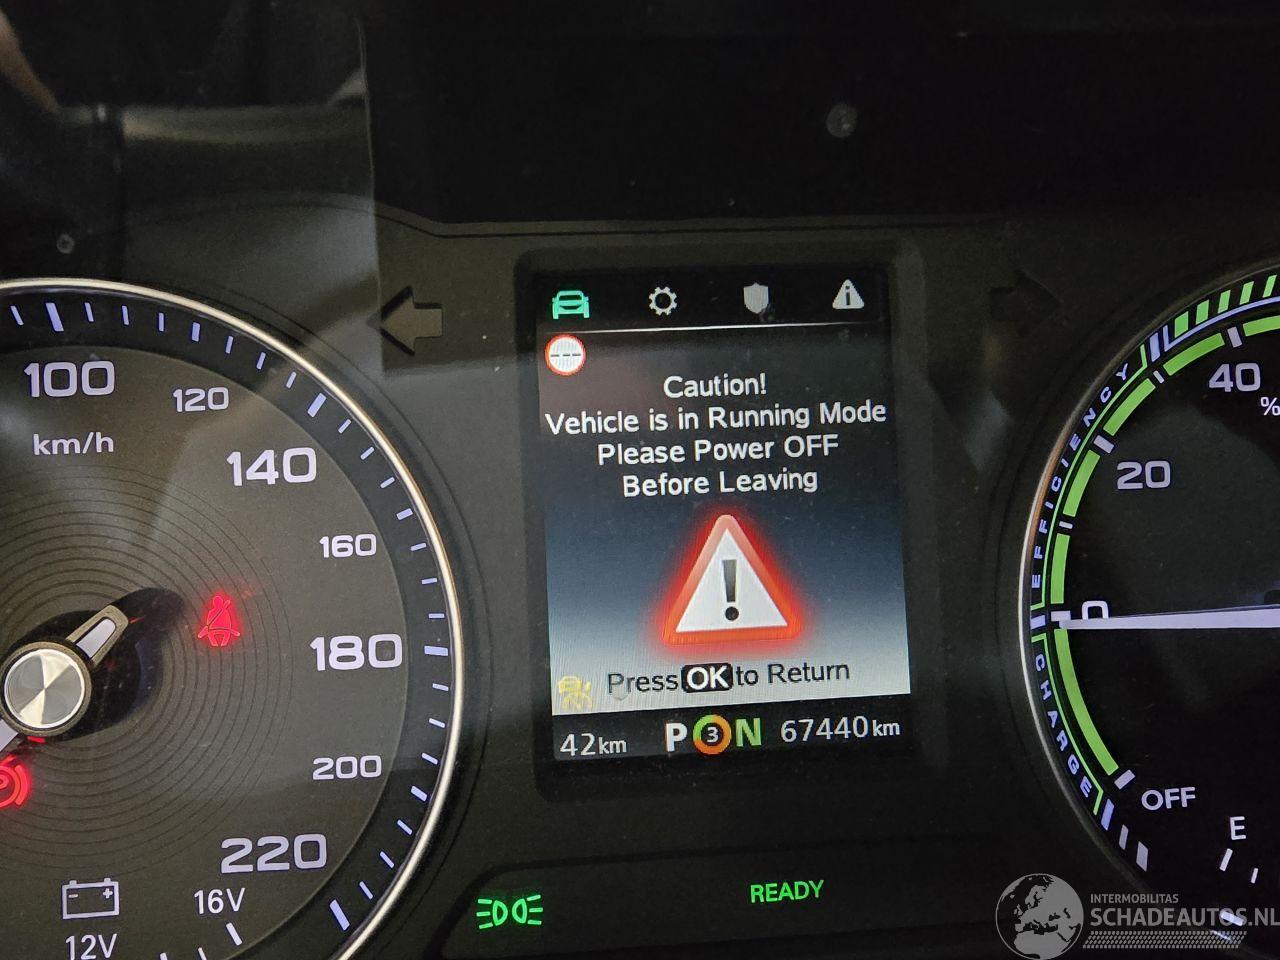 100
120
km/h
140
160
180
200
220
16V
12V
Caution!
Vehicle is in Running Mode
Please Power OFF
Before Leaving
Press OK to Return
42km
P 3 N
67440km
READY
EFFICIENCY
CHARGE
40
%
20
0
OFF
E
INTERMOBILITAS
SCHADEAUTOS.NL